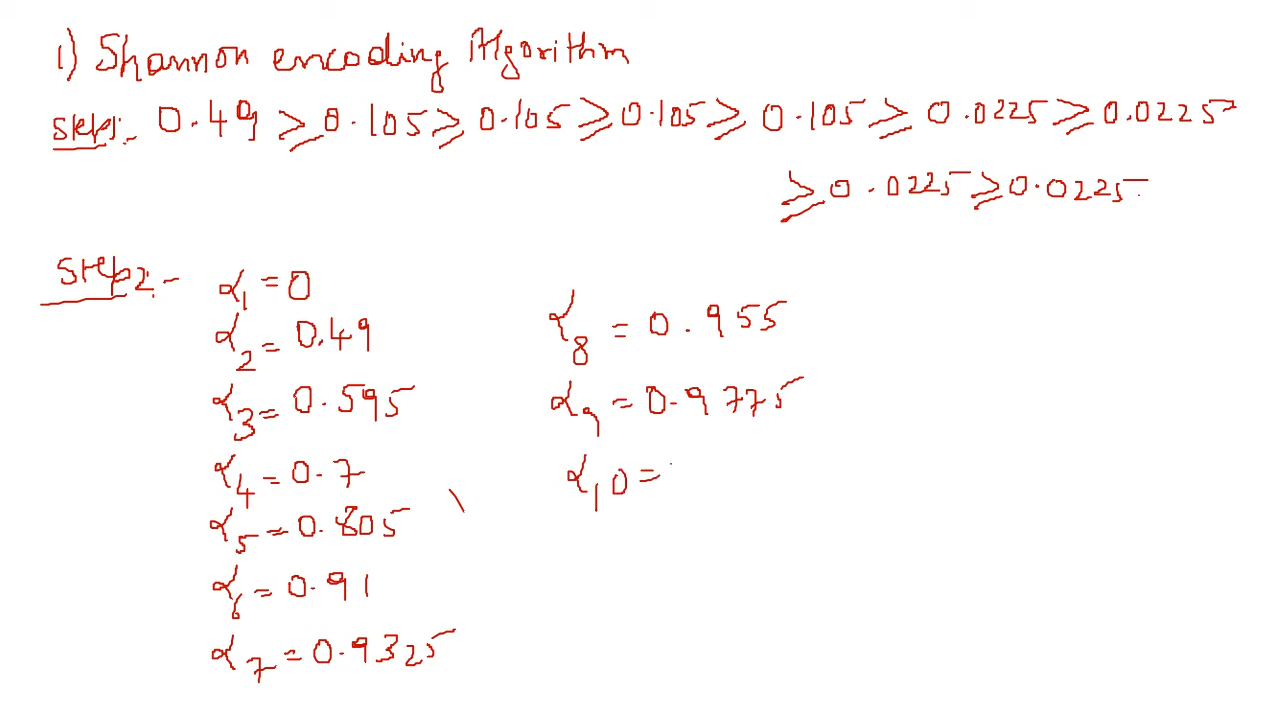 1) Shannon encoding Algorithm
Step1:- 0.49 ≥ 0.105 ≥ 0.105 ≥ 0.105 ≥ 0.105 ≥ 0.0225 ≥ 0.0225
≥ 0.0225 ≥ 0.0225
Step2:- α1 = 0
α2 = 0.49
α3 = 0.595
α4 = 0.7
α5 = 0.805
α6 = 0.91
α7 = 0.9325
α8 = 0.955
α9 = 0.9775
α10 =